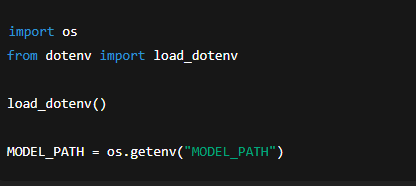 import os
from dotenv import load_dotenv
load_dotenv()
MODEL_PATH = os.getenv("MODEL_PATH")